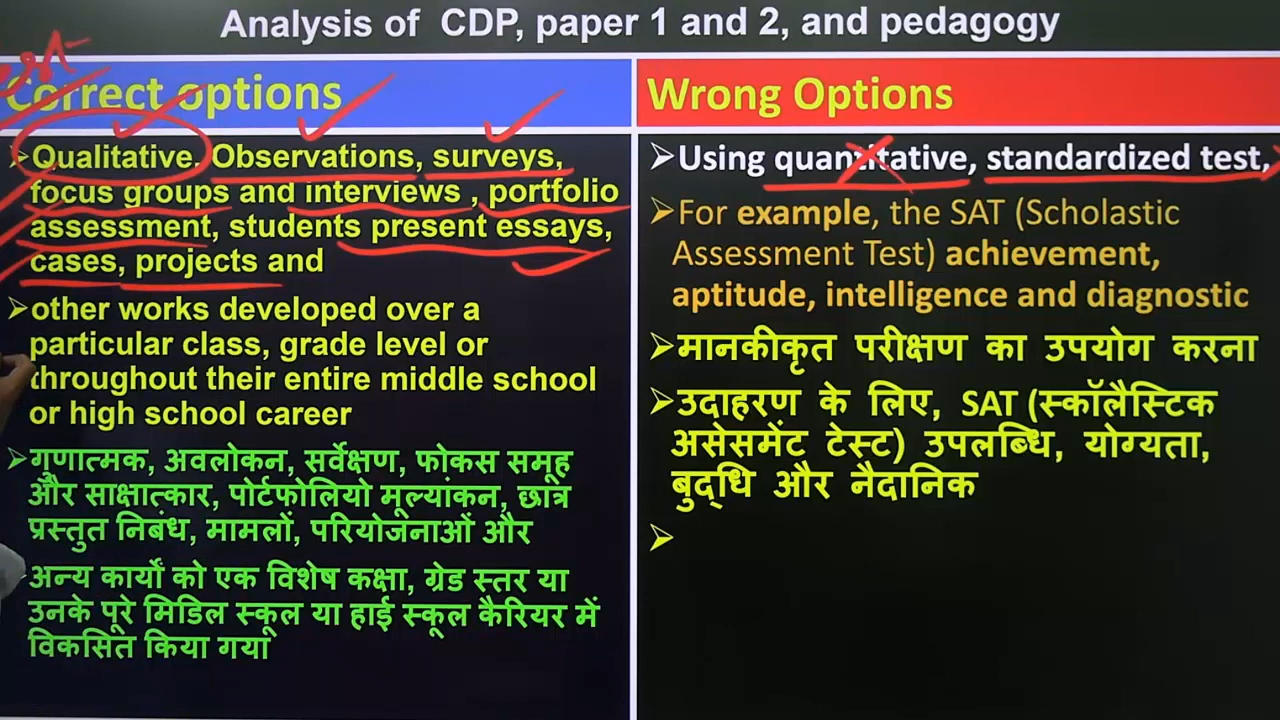 Analysis of CDP, paper 1 and 2, and pedagogy
Correct options
➢Qualitative, Observations, surveys,
focus groups and interviews , portfolio
assessment, students present essays,
cases, projects and
➢other works developed over a
particular class, grade level or
throughout their entire middle school
or high school career
➢गुणात्मक, अवलोकन, सर्वेक्षण, फोकस समूह
और साक्षात्कार, पोर्टफोलियो मूल्यांकन, छात्र
प्रस्तुत निबंध, मामलों, परियोजनाओं और
अन्य कार्यों को एक विशेष कक्षा, ग्रेड स्तर या
उनके पूरे मिडिल स्कूल या हाई स्कूल कैरियर में
विकसित किया गया
Wrong Options
➢Using quantitative, standardized test,
➢For example, the SAT (Scholastic
Assessment Test) achievement,
aptitude, intelligence and diagnostic
➢मानकीकृत परीक्षण का उपयोग करना
➢उदाहरण के लिए, SAT (स्कॉलैस्टिक
असेसमेंट टेस्ट) उपलब्धि, योग्यता,
बुद्धि और नैदानिक
➢